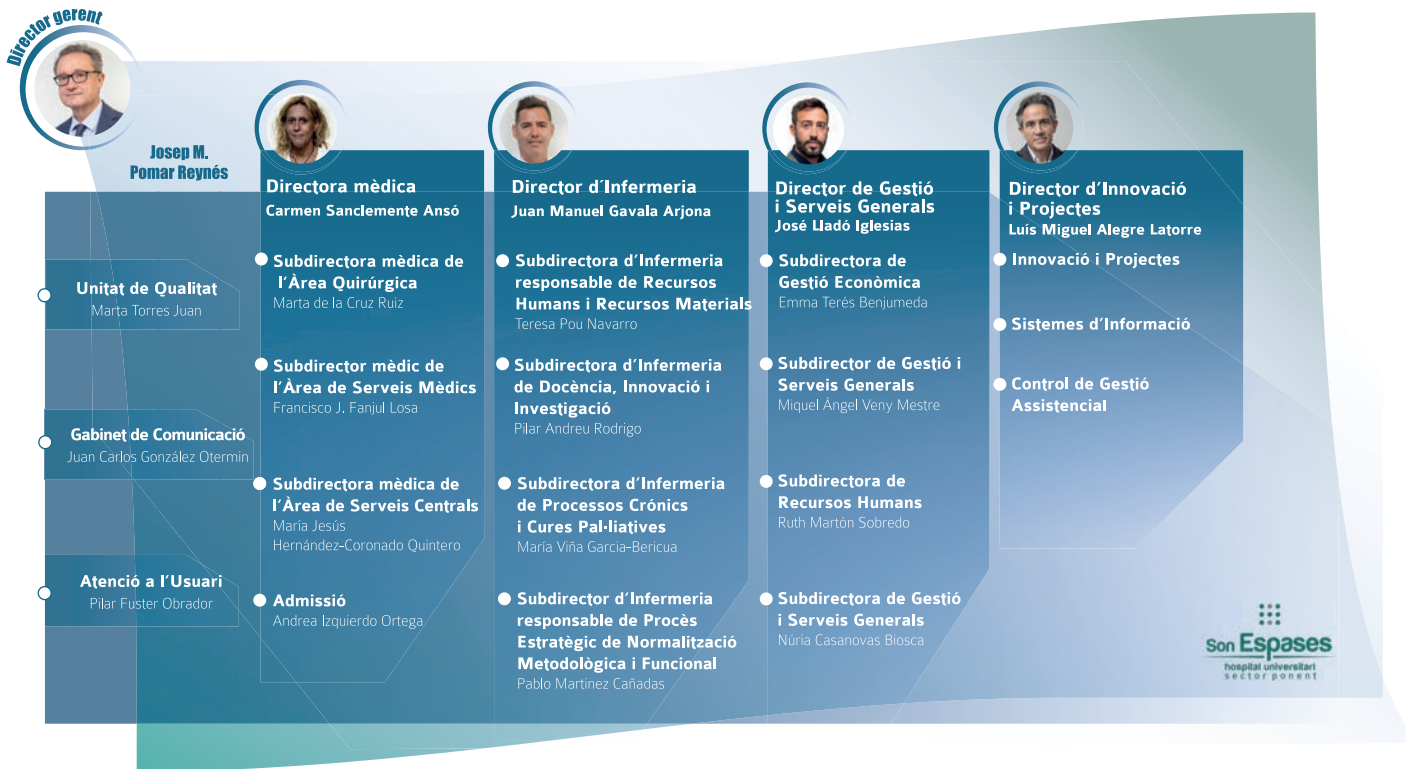 Director gerent
Josep M.
Pomar Reynés
Unitat de Qualitat
Marta Torres Juan
Gabinet de Comunicació
Juan Carlos González Otermin
Atenció a l'Usuari
Pilar Fuster Obrador
Directora mèdica
Carmen Sanclemente Ansó
Subdirectora mèdica de
l'Àrea Quirúrgica
Marta de la Cruz Ruiz
Subdirector mèdic de
l'Àrea de Serveis Mèdics
Francisco J. Fanjul Losa
Subdirectora mèdica de
l'Àrea de Serveis Centrals
María Jesús
Hernández-Coronado Quintero
Admissió
Andrea Izquierdo Ortega
Director d'Infermeria
Juan Manuel Gavala Arjona
Subdirectora d'Infermeria
responsable de Recursos
Humans i Recursos Materials
Teresa Pou Navarro
Subdirectora d'Infermeria
de Docència, Innovació i
Investigació
Pilar Andreu Rodrigo
Subdirectora d'Infermeria
de Processos Crónics
i Cures Pal·liatives
María Viña Garcia-Bericua
Subdirector d'Infermeria
responsable de Procès
Estratègic de Normalització
Metodològica i Funcional
Pablo Martinez Cañadas
Director de Gestió
i Serveis Generals
José Lladó Iglesias
Subdirectora de
Gestió Econòmica
Emma Terés Benjumeda
Subdirector de Gestió i
Serveis Generals
Miquel Ángel Veny Mestre
Subdirectora de
Recursos Humans
Ruth Martón Sobredo
Subdirectora de Gestió
i Serveis Generals
Núria Casanovas Biosca
Director d'Innovació
i Projectes
Luís Miguel Alegre Latorre
Innovació i Projectes
Sistemes d'Informació
Control de Gestió
Assistencial
Son Espases
hospital universitari
sector ponent